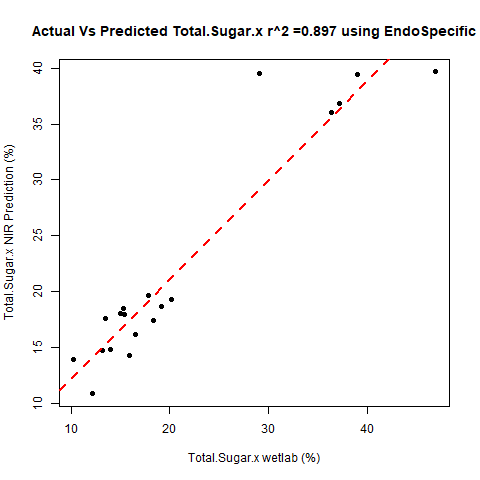 Actual Vs Predicted Total.Sugar.x r^2 =0.897 using EndoSpecific
Total.Sugar.x NIR Prediction (%)
40
35
30
25
20
15
10
10 20 30 40
Total.Sugar.x wetlab (%)